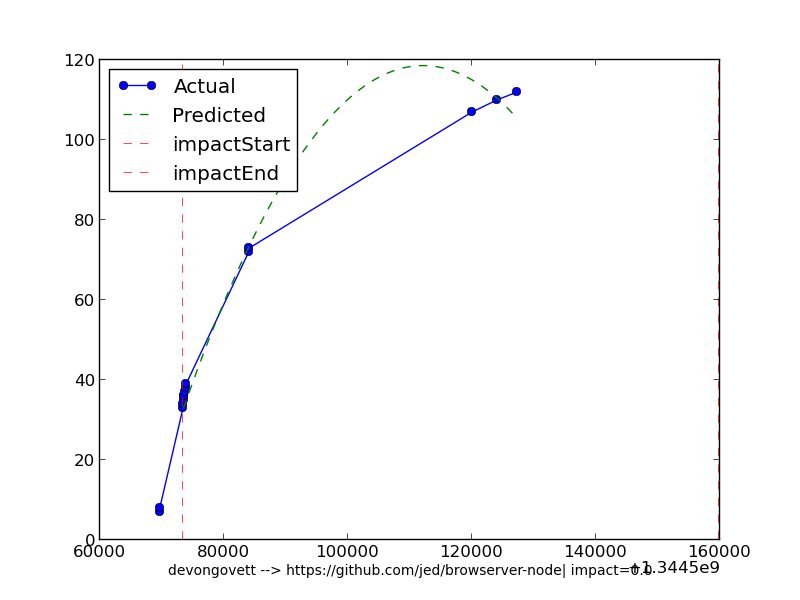 120
100
80
60
40
20
0
Actual
Predicted
impactStart
impactEnd
60000 80000 100000 120000 140000 160000
+1.3445e9
devongovett --> https://github.com/jed/browserver-node| impact=0.0